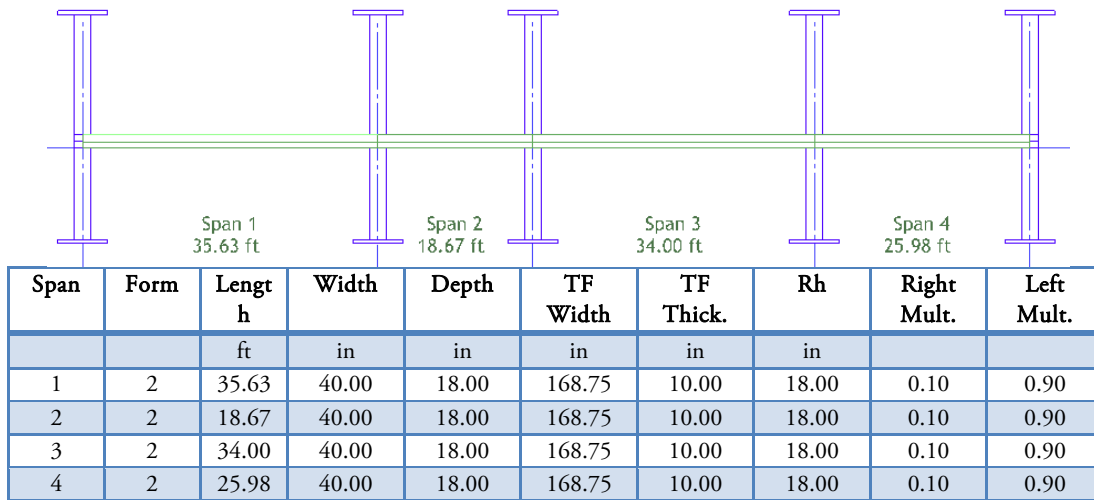 Span 1 Span 2 Span 3 Span 4
35.63 ft 18.67 ft 34.00 ft 25.98 ft
Span Form Lengt Width Depth TF TF Rh Right Left
h Width Thick. Mult. Mult.
ft in in in in in
1 2 35.63 40.00 18.00 168.75 10.00 18.00 0.10 0.90
2 2 18.67 40.00 18.00 168.75 10.00 18.00 0.10 0.90
3 2 34.00 40.00 18.00 168.75 10.00 18.00 0.10 0.90
4 2 25.98 40.00 18.00 168.75 10.00 18.00 0.10 0.90